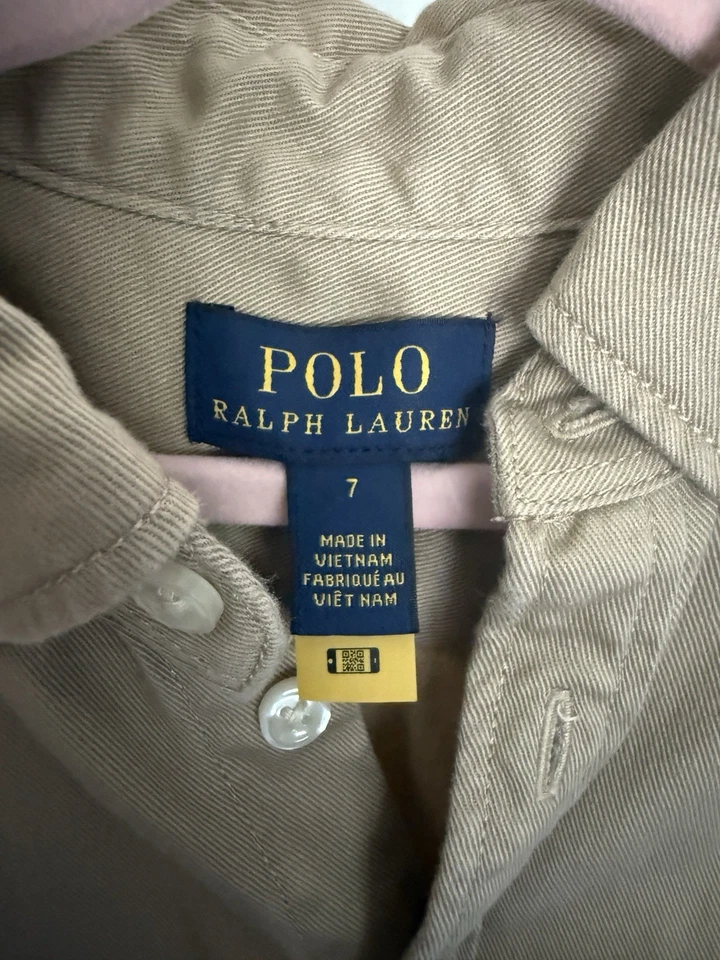 POLO
RALPH LAUREN
7
MADE IN
VIETNAM
FABRIQUÉ AU
VIÊT NAM